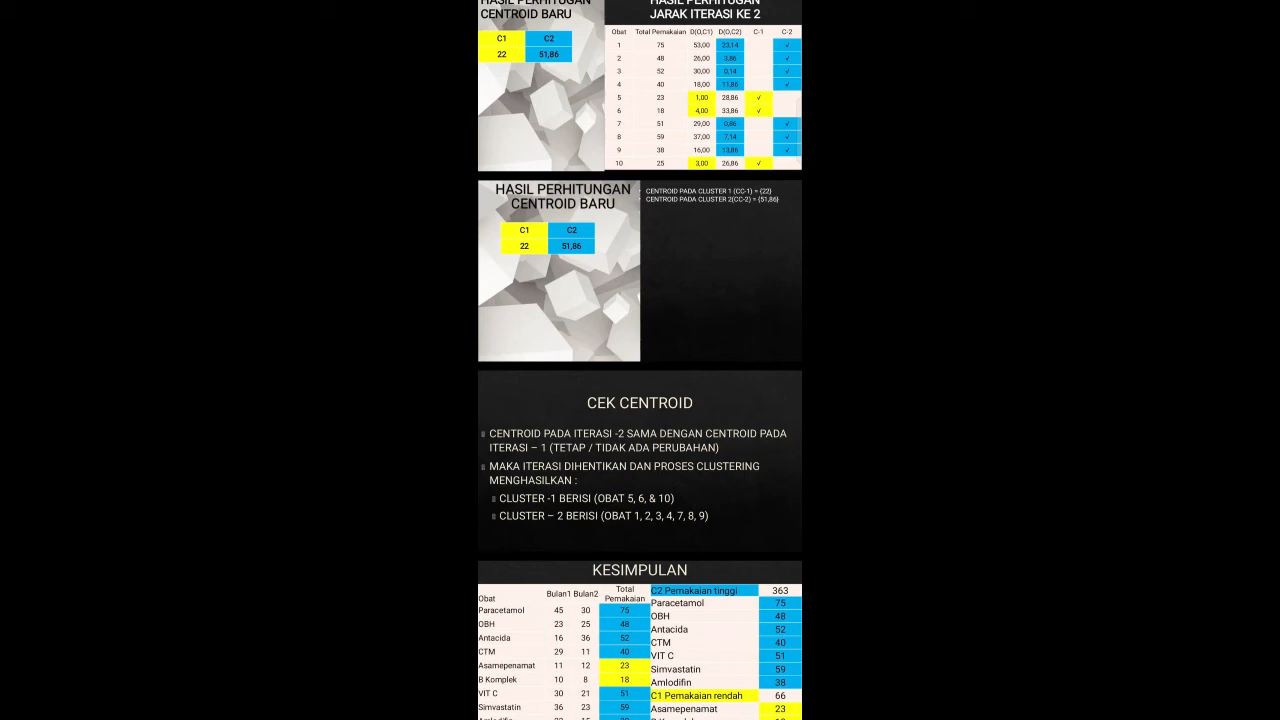 HASIL PERHITUNGAN
CENTROID BARU
C1 C2
22 51,86
HASIL PERHITUGAN
JARAK ITERASI KE 2
Obat Total Pemakaian D(O,C1) D(O,C2) C-1 C-2
1 75 53,00 23,14 √
2 48 26,00 3,86 √
3 52 30,00 0,14 √
4 40 18,00 11,86 √
5 23 1,00 28,86 √
6 18 4,00 33,86 √
7 51 29,00 0,86 √
8 59 37,00 7,14 √
9 38 16,00 13,86 √
10 25 3,00 26,86 √
HASIL PERHITUNGAN
CENTROID BARU
C1 C2
22 51,86
CENTROID PADA CLUSTER 1 (CC-1) = {22}
CENTROID PADA CLUSTER 2(CC-2) = {51,86}
CEK CENTROID
CENTROID PADA ITERASI -2 SAMA DENGAN CENTROID PADA
ITERASI – 1 (TETAP / TIDAK ADA PERUBAHAN)
MAKA ITERASI DIHENTIKAN DAN PROSES CLUSTERING
MENGHASILKAN :
CLUSTER -1 BERISI (OBAT 5, 6, & 10)
CLUSTER – 2 BERISI (OBAT 1, 2, 3, 4, 7, 8, 9)
KESIMPULAN
Obat Bulan1 Bulan2 Total Pemakaian
Paracetamol 45 30 75
OBH 23 25 48
Antacida 16 36 52
CTM 29 11 40
Asamepenamat 11 12 23
B Komplek 10 8 18
VIT C 30 21 51
Simvastatin 36 23 59
C2 Pemakaian tinggi 363
Paracetamol 75
OBH 48
Antacida 52
CTM 40
VIT C 51
Simvastatin 59
Amlodifin 38
C1 Pemakaian rendah 66
Asamepenamat 23